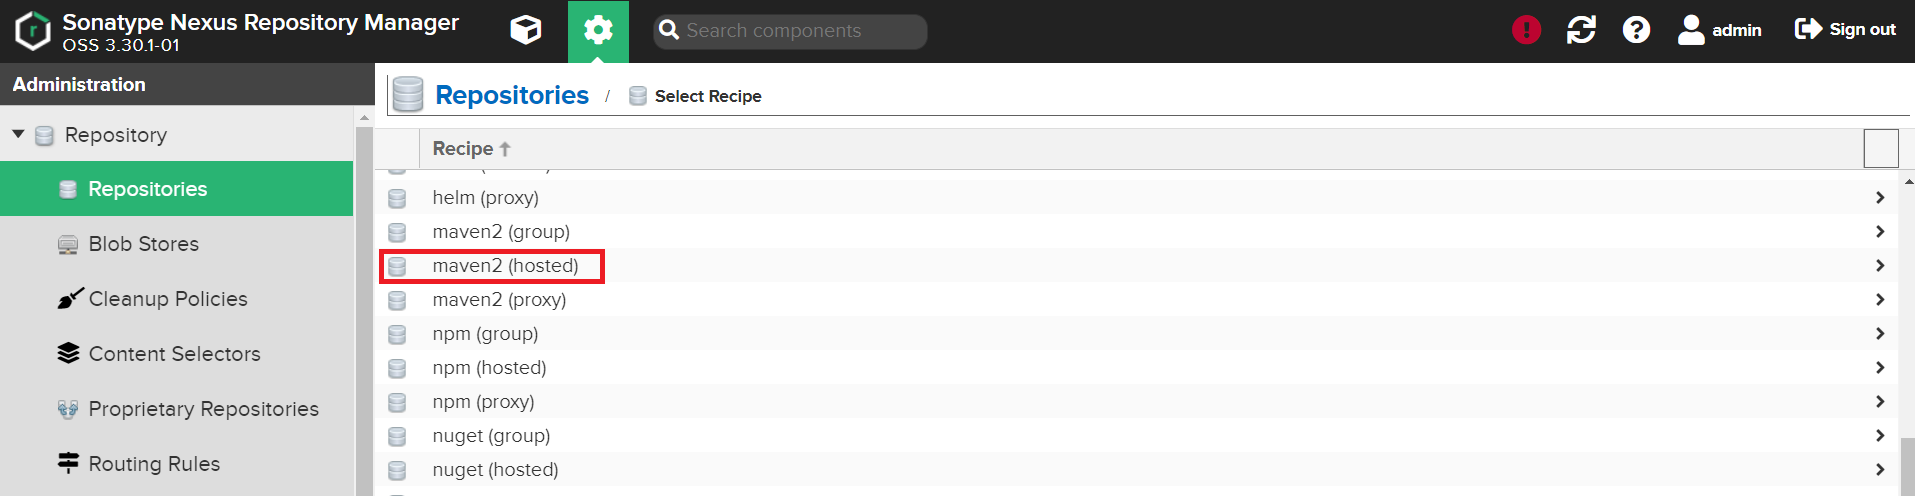 Sonatype Nexus Repository Manager
OSS 3.30.1-01
Search components
admin
Sign out
Administration
Repositories / Select Recipe
Repository
Recipe
Repositories
helm (proxy)
maven2 (group)
Blob Stores
maven2 (hosted)
Cleanup Policies
maven2 (proxy)
npm (group)
Content Selectors
npm (hosted)
Proprietary Repositories
npm (proxy)
nuget (group)
Routing Rules
nuget (hosted)